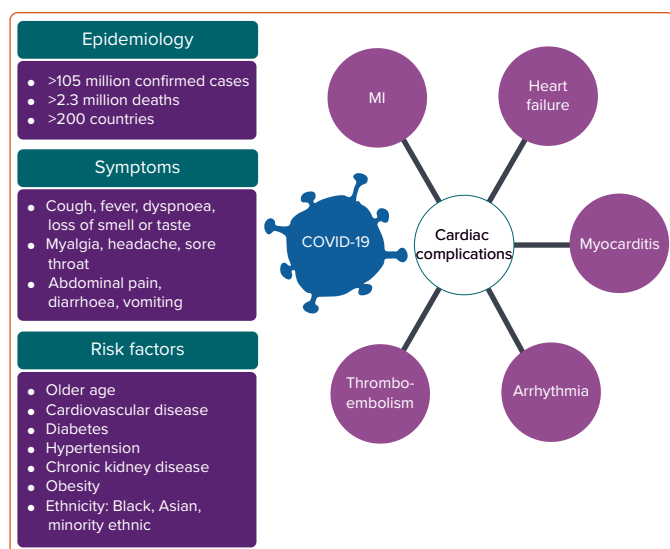 Epidemiology
• >105 million confirmed cases
• >2.3 million deaths
• >200 countries
Symptoms
• Cough, fever, dyspnoea,
loss of smell or taste
• Myalgia, headache, sore
throat
• Abdominal pain,
diarrhoea, vomiting
Risk factors
• Older age
• Cardiovascular disease
• Diabetes
• Hypertension
• Chronic kidney disease
• Obesity
• Ethnicity: Black, Asian,
minority ethnic
COVID-19
Cardiac
complications
MI
Heart
failure
Myocarditis
Arrhythmia
Thrombo-
embolism